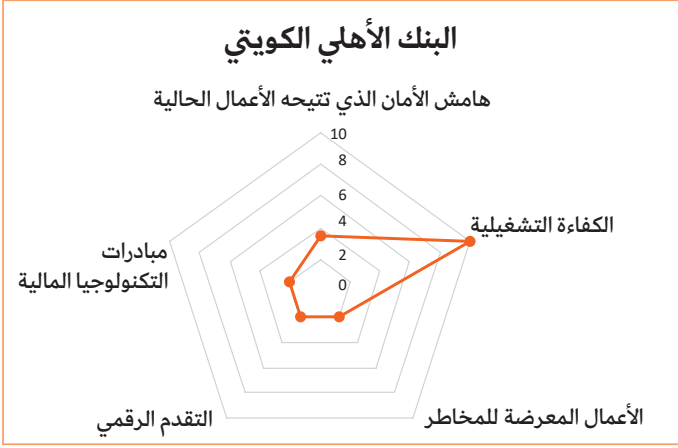 البنك الأهلي الكويتي
هامش الأمان الذي تتيحه الأعمال الحالية
10
8
6
4
2
0
الكفاءة التشغيلية
مبادرات
التكنولوجيا المالية
الأعمال المعرضة للمخاطر
التقدم الرقمي